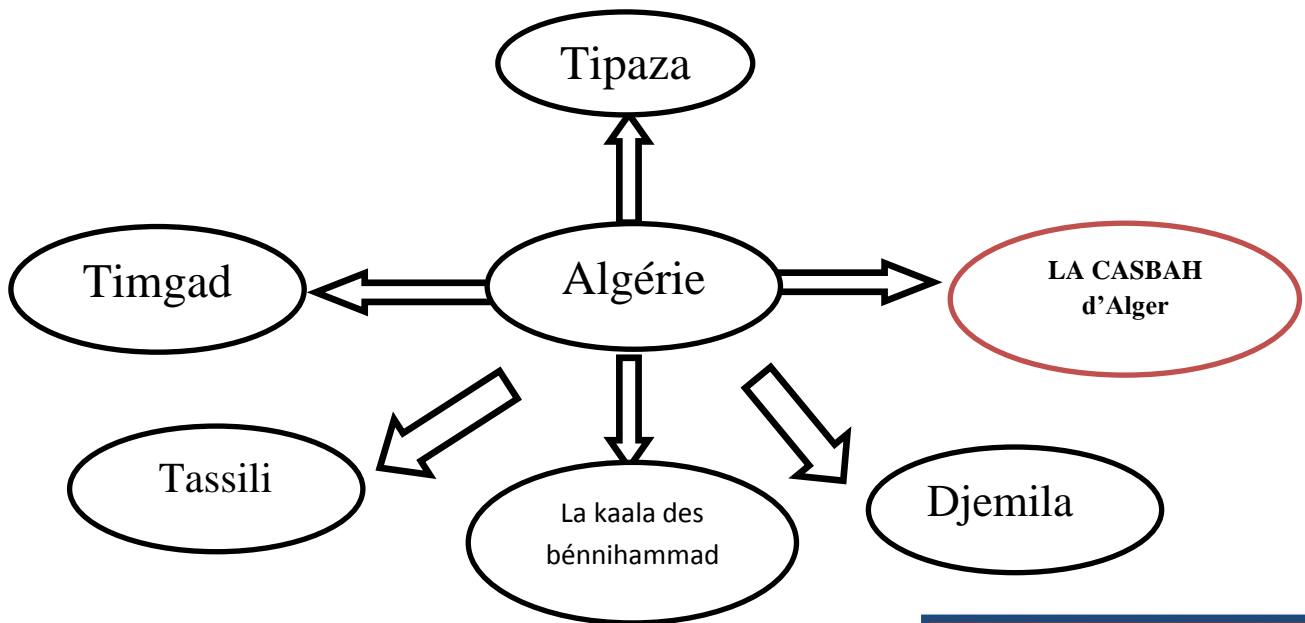 Tipaza
Timgad
Algérie
LA CASBAH
d’Alger
Tassili
La kaala des
bénnihammad
Djemila